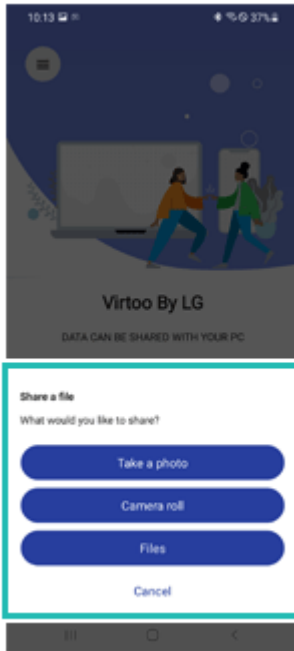 10:13 37%
Virtoo By LG
DATA CAN BE SHARED WITH YOUR PC
Share a file
What would you like to share?
Take a photo
Camera roll
Files
Cancel